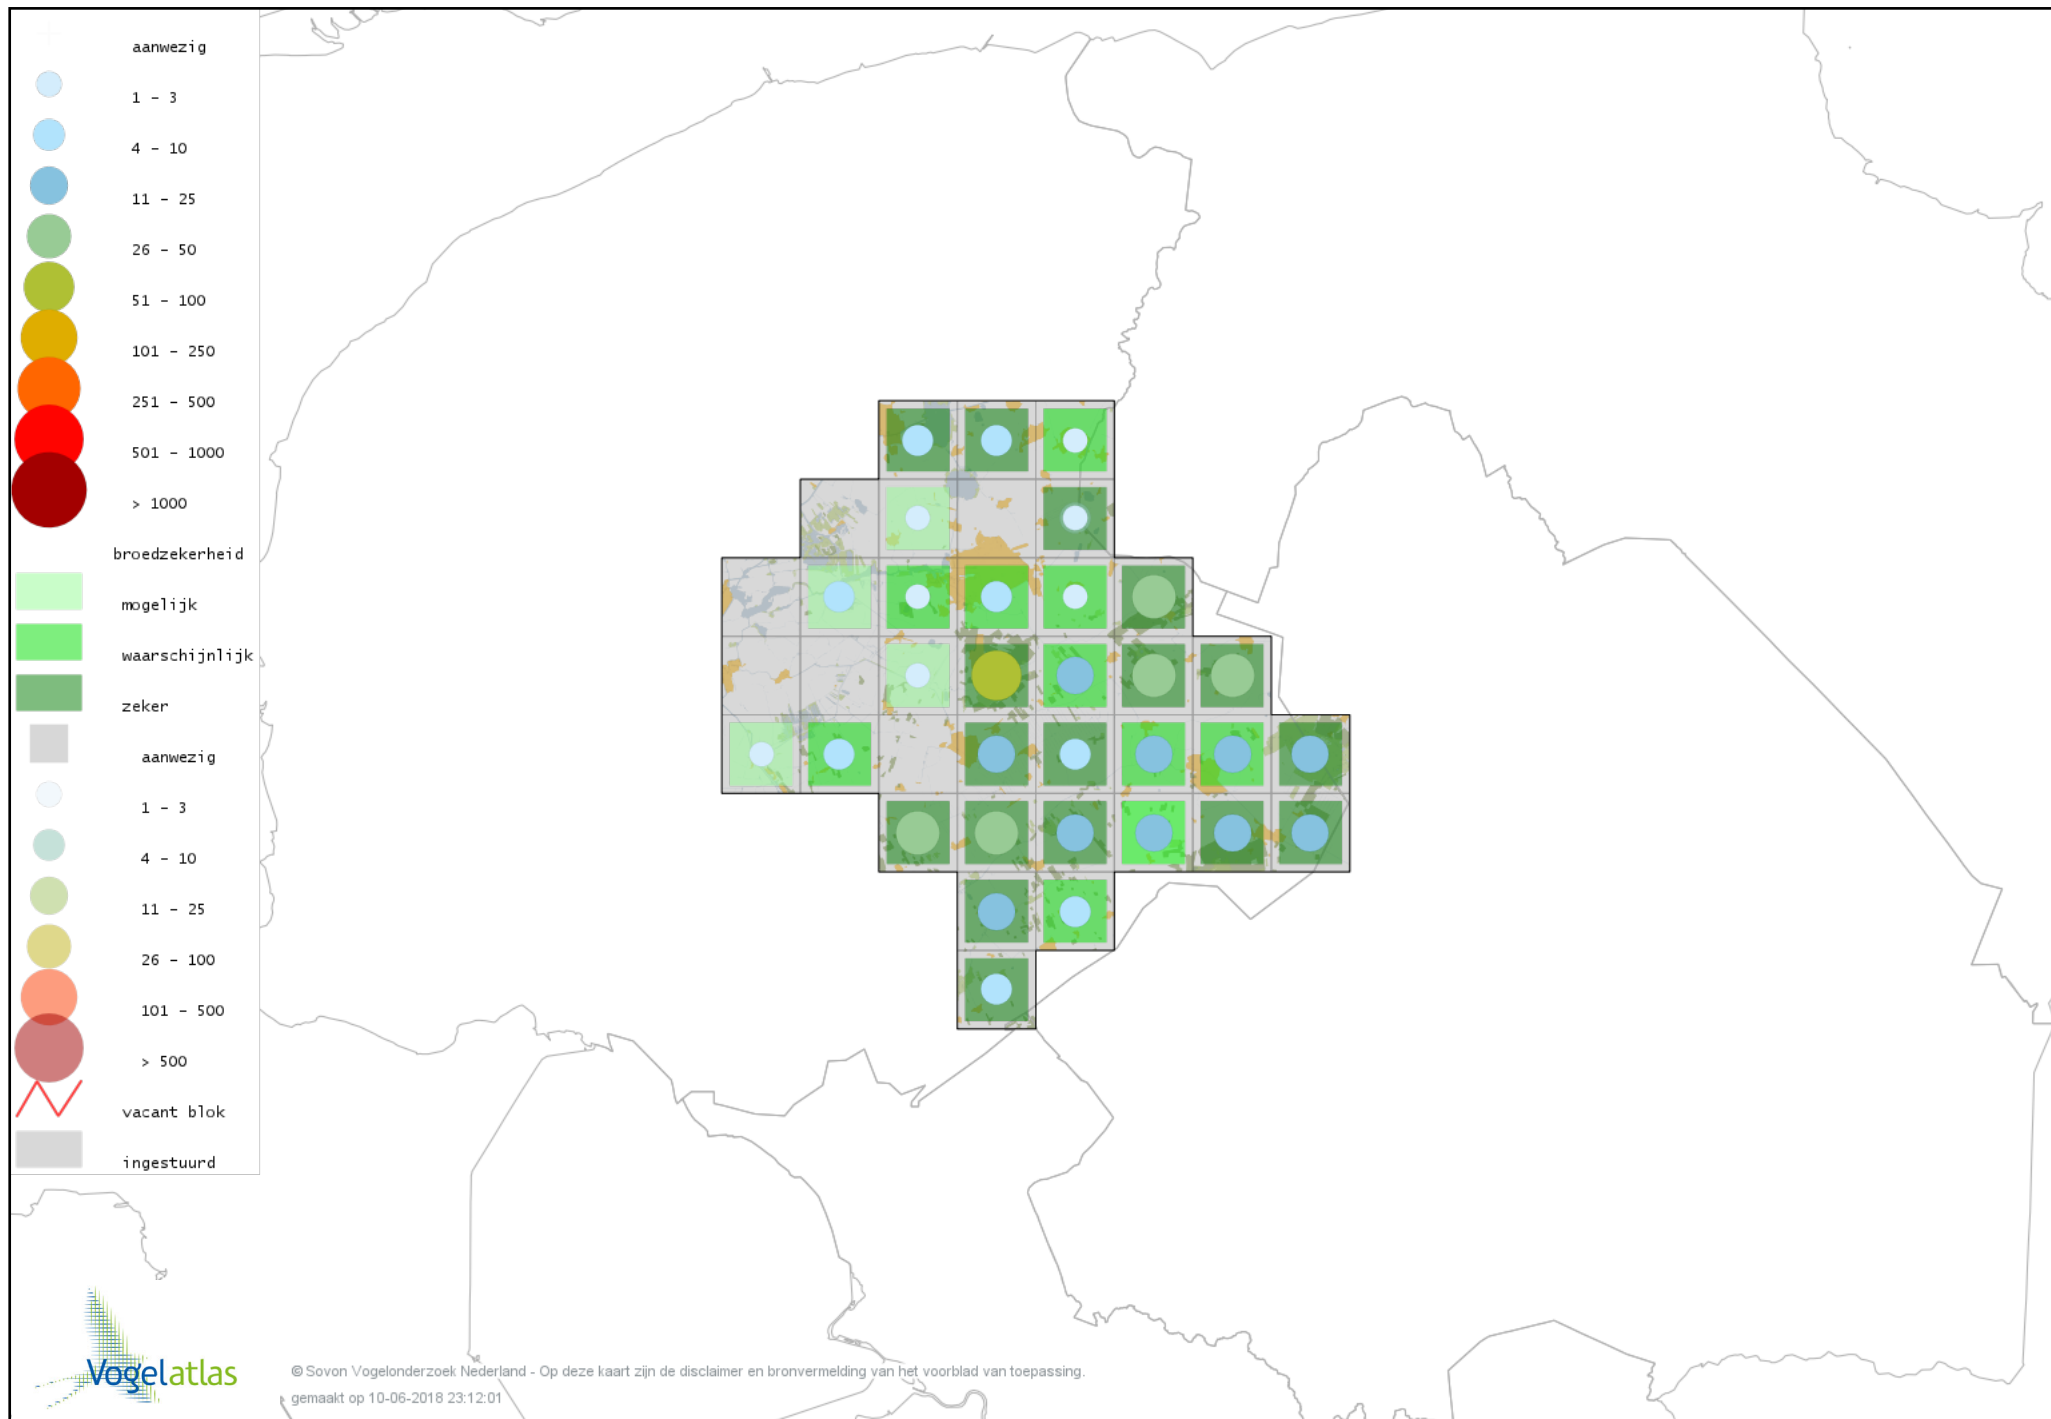 aanwezig
1 - 3
4 - 10
11 - 25
26 - 50
51 - 100
101 - 250
251 - 500
501 - 1000
> 1000
broedzekerheid
mogelijk
waarschijnlijk
zeker
aanwezig
1 - 3
4 - 10
11 - 25
26 - 100
101 - 500
> 500
vacant blok
ingestuurd
Vogelatlas
© Sovon Vogelonderzoek Nederland - Op deze kaart zijn de disclaimer en bronvermelding van het voorblad van toepassing.
gemaakt op 10-06-2018 23:12:01